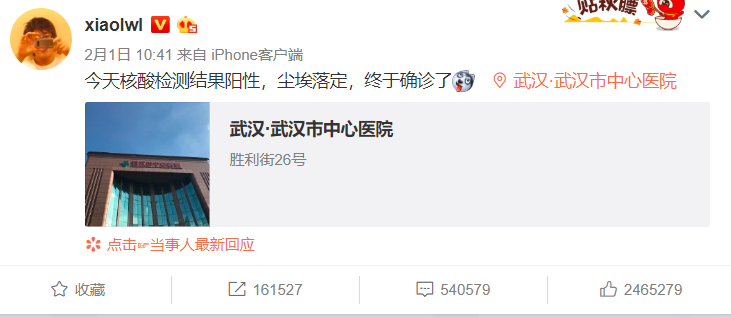 贴秋膘
xiaolwl
2月1日 10:41 来自 iPhone客户端
今天核酸检测结果阳性，尘埃落定，终于确诊了 武汉·武汉市中心医院
武汉·武汉市中心医院
胜利街26号
点击☞当事人最新回应
收藏 161527 540579 2465279